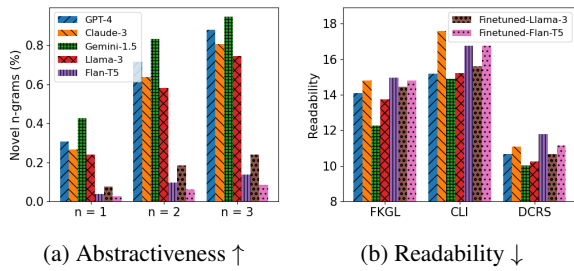 GPT-4
Claude-3
Gemini-1.5
Llama-3
Flan-T5
Novel n-grams (%)
0.8
0.6
0.4
0.2
0.0
n = 1 n = 2 n = 3
(a) Abstractiveness ↑
Finetuned-Llama-3
Finetuned-Flan-T5
Readability
18
16
14
12
10
8
FKGL CLI DCRS
(b) Readability ↓